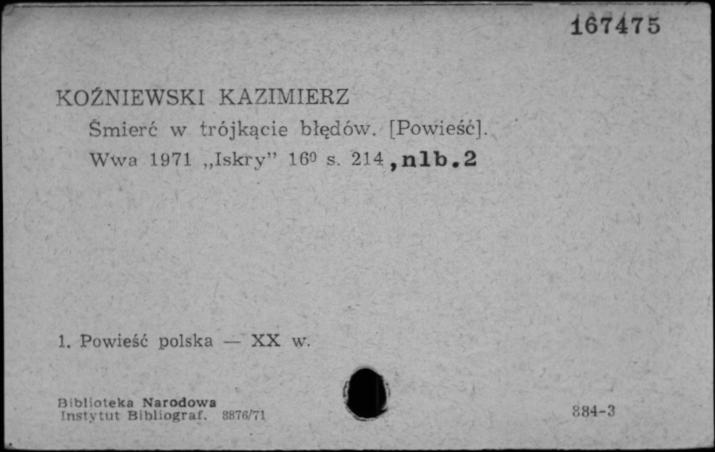 167475
KOŹNIEWSKI KAZIMIERZ
Śmierć w trójkącie błędów. [Powieść].
Wwa 1971 „Iskry” 16⁰ s. 214,nlb.2
1. Powieść polska — XX w.
Biblioteka Narodowa
Instytut Bibliograf. 8876/71
884-3